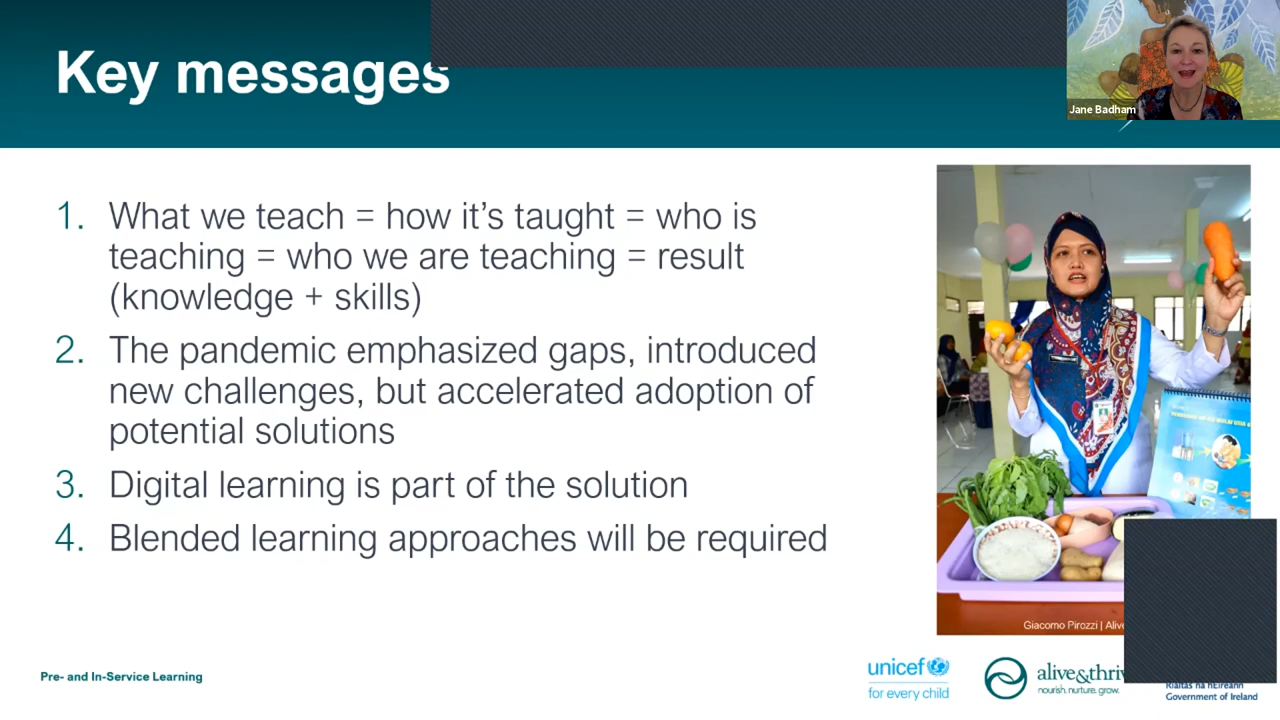 Key messages
Jane Badham
1. What we teach = how it's taught = who is
teaching = who we are teaching = result
(knowledge + skills)
2. The pandemic emphasized gaps, introduced
new challenges, but accelerated adoption of
potential solutions
3. Digital learning is part of the solution
4. Blended learning approaches will be required
Giacomo Pirozzi | Alive
Pre- and In-Service Learning
unicef
for every child
alive&thriv
nourish. nurture. grow.
Rialtas na hÉireann
Government of Ireland